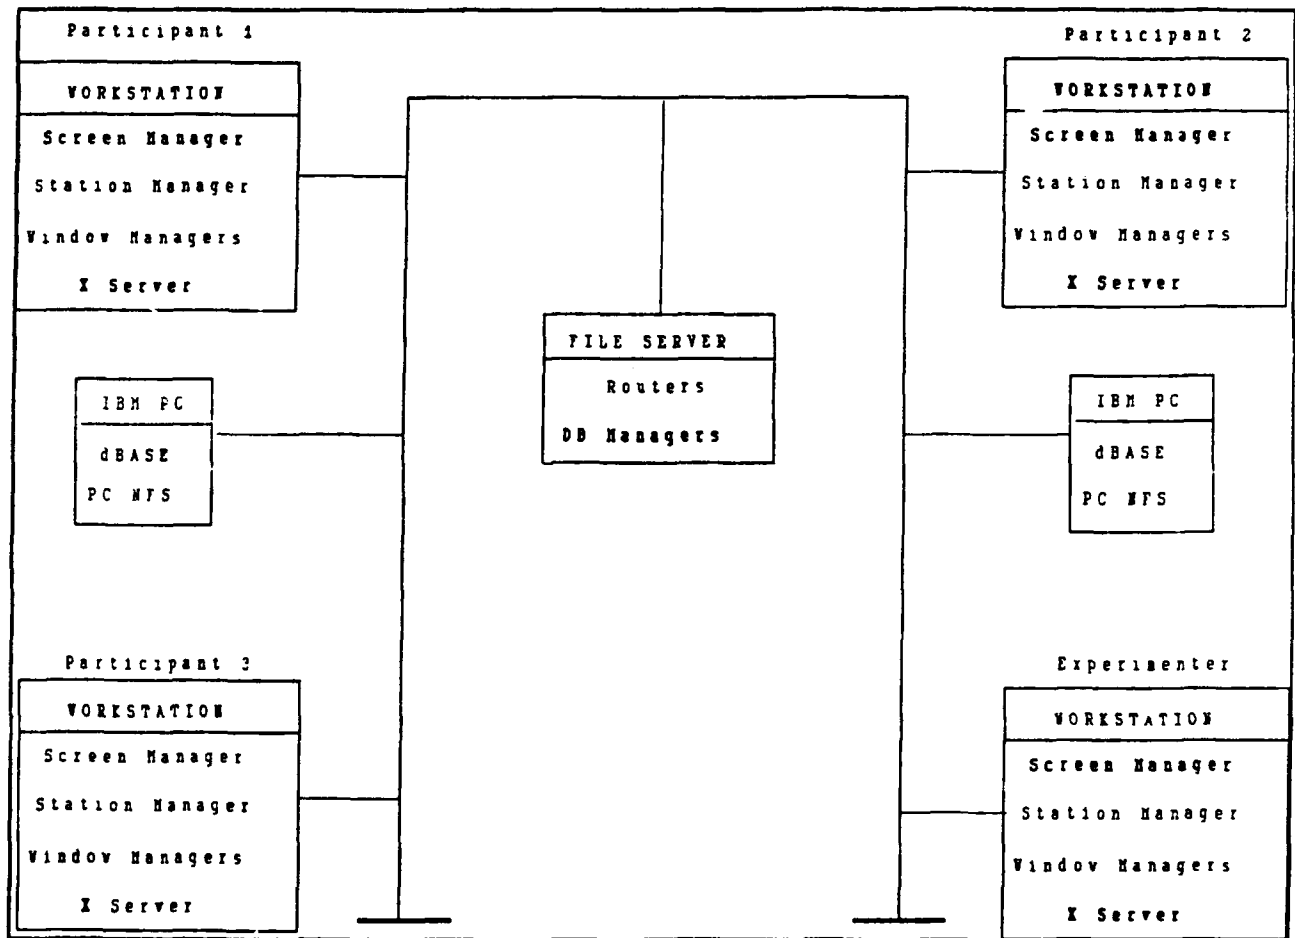 Participant 1
WORKSTATION
Screen Manager
Station Manager
Window Managers
X Server
Participant 2
WORKSTATION
Screen Manager
Station Manager
Window Managers
X Server
FILE SERVER
Routers
DB Managers
IBM PC
dBASE
PC NFS
IBM PC
dBASE
PC NFS
Participant 3
WORKSTATION
Screen Manager
Station Manager
Window Managers
X Server
Experimenter
WORKSTATION
Screen Manager
Station Manager
Window Managers
X Server